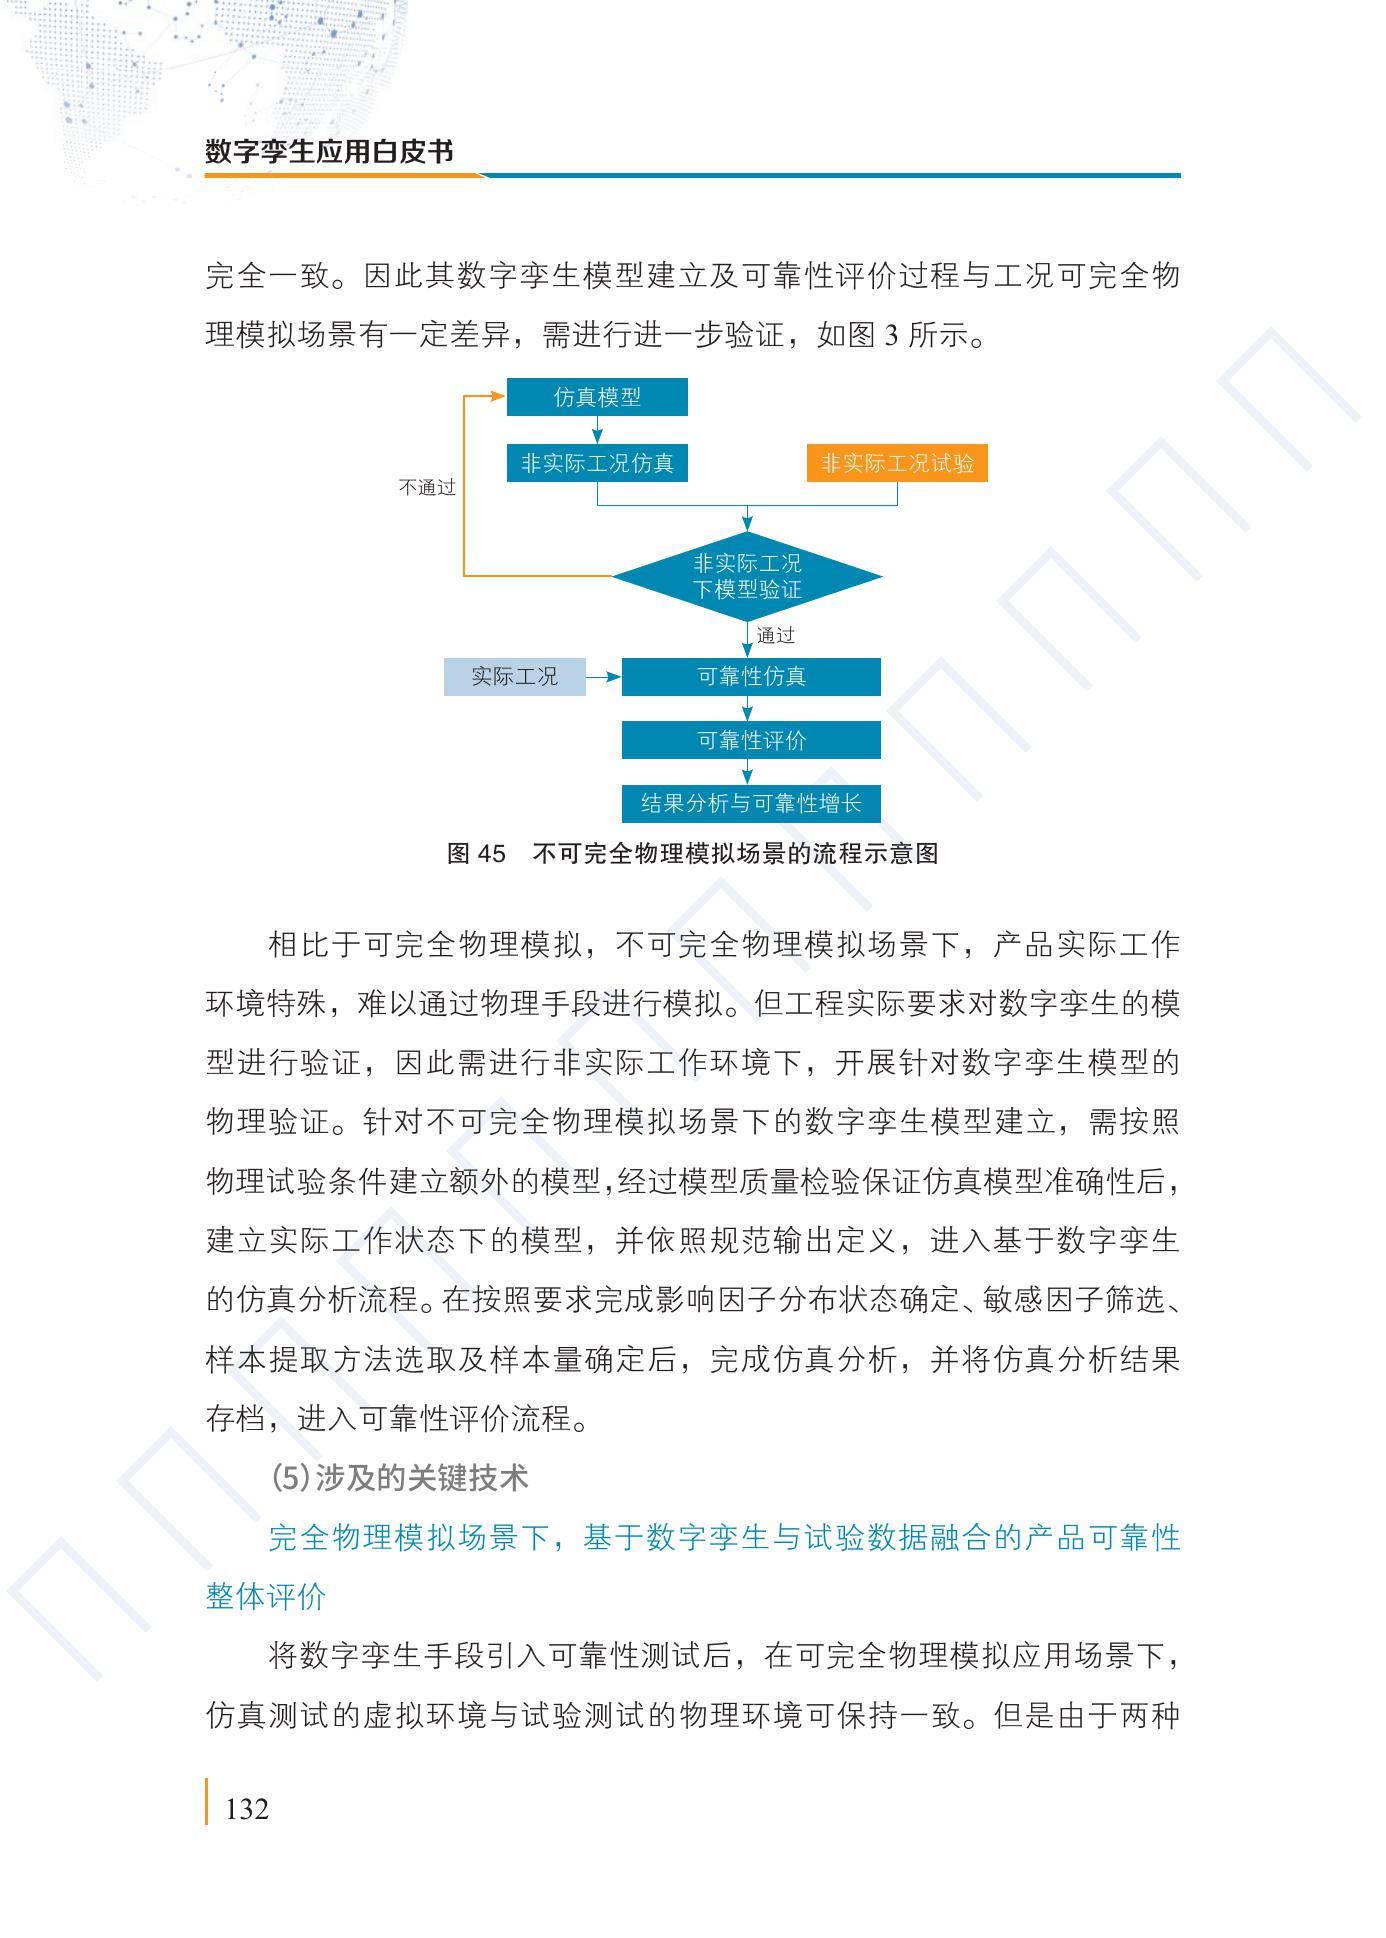 数字孪生应用白皮书
完全一致。因此其数字孪生模型建立及可靠性评价过程与工况可完全物
理模拟场景有一定差异，需进行进一步验证，如图 3 所示。
仿真模型
非实际工况仿真
非实际工况试验
不通过
非实际工况
下模型验证
通过
实际工况
可靠性仿真
可靠性评价
结果分析与可靠性增长
图 45 不可完全物理模拟场景的流程示意图
相比于可完全物理模拟，不可完全物理模拟场景下，产品实际工作
环境特殊，难以通过物理手段进行模拟。但工程实际要求对数字孪生的模
型进行验证，因此需进行非实际工作环境下，开展针对数字孪生模型的
物理验证。针对不可完全物理模拟场景下的数字孪生模型建立，需按照
物理试验条件建立额外的模型，经过模型质量检验保证仿真模型准确性后，
建立实际工作状态下的模型，并依照规范输出定义，进入基于数字孪生
的仿真分析流程。在按照要求完成影响因子分布状态确定、敏感因子筛选、
样本提取方法选取及样本量确定后，完成仿真分析，并将仿真分析结果
存档，进入可靠性评价流程。
（5）涉及的关键技术
完全物理模拟场景下，基于数字孪生与试验数据融合的产品可靠性
整体评价
将数字孪生手段引入可靠性测试后，在可完全物理模拟应用场景下，
仿真测试的虚拟环境与试验测试的物理环境可保持一致。但是由于两种
132